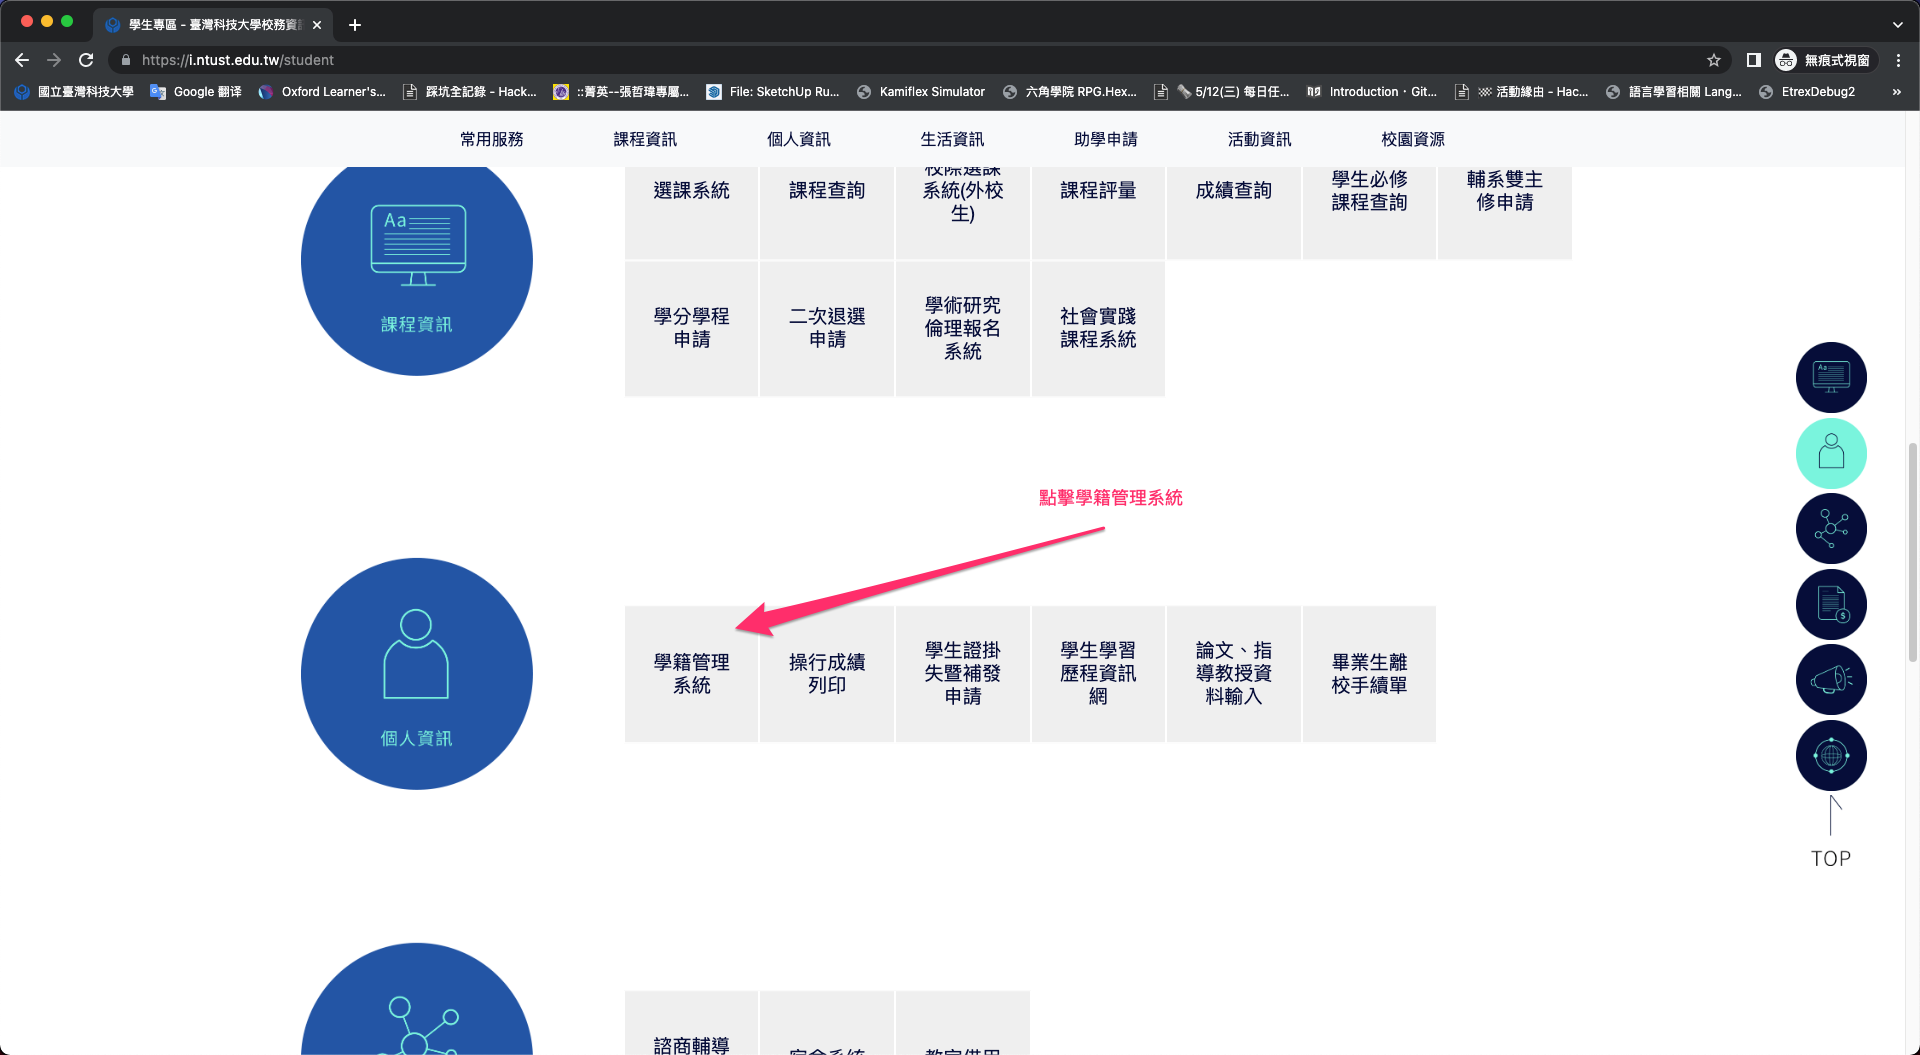 學生專區 - 臺灣科技大學校務資
https://i.ntust.edu.tw/student
無痕式視窗
國立臺灣科技大學
Google 翻译
Oxford Learner's...
踩坑全記錄 - Hack...
::菁英--張哲瑋專屬...
File: SketchUp Ru...
Kamiflex Simulator
六角學院 RPG.Hex...
5/12(三) 每日任...
Introduction · Git...
活動緣由 - Hac...
語言學習相關 Lang...
EtrexDebug2
»
常用服務
課程資訊
個人資訊
生活資訊
助學申請
活動資訊
校園資源
Aa
課程資訊
選課系統
課程查詢
校際選課
系統(外校
生)
課程評量
成績查詢
學生必修
課程查詢
輔系雙主
修申請
學分學程
申請
二次退選
申請
學術研究
倫理報名
系統
社會實踐
課程系統
點擊學籍管理系統
個人資訊
學籍管理
系統
操行成績
列印
學生證掛
失暨補發
申請
學生學習
歷程資訊
網
論文、指
導教授資
料輸入
畢業生離
校手續單
諮商輔導
Aa
$
TOP